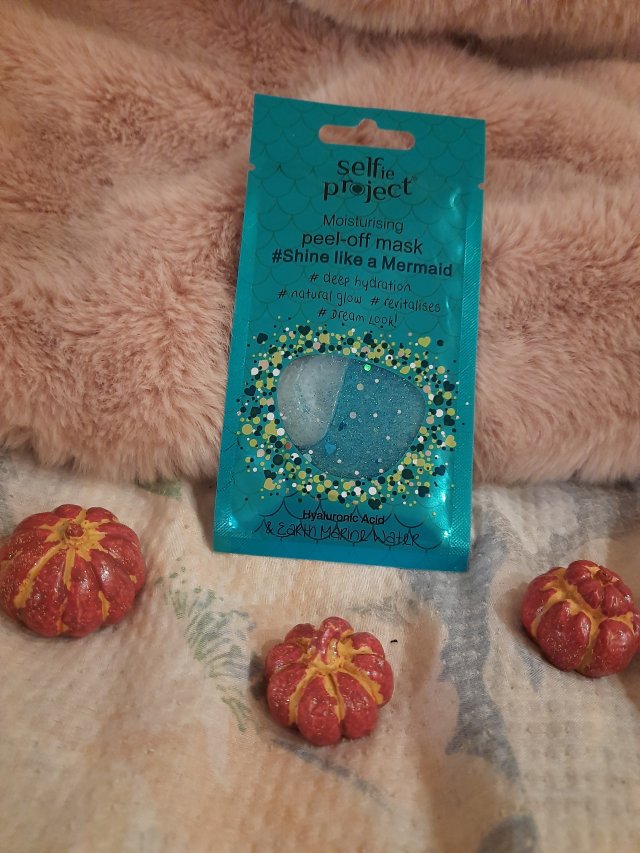 selfie
project®
Moisturising
peel-off mask
#Shine like a Mermaid
# deep hydration
# natural glow # revitalises
# Dream Look!
Hyaluronic Acid
& Earth Marine Water